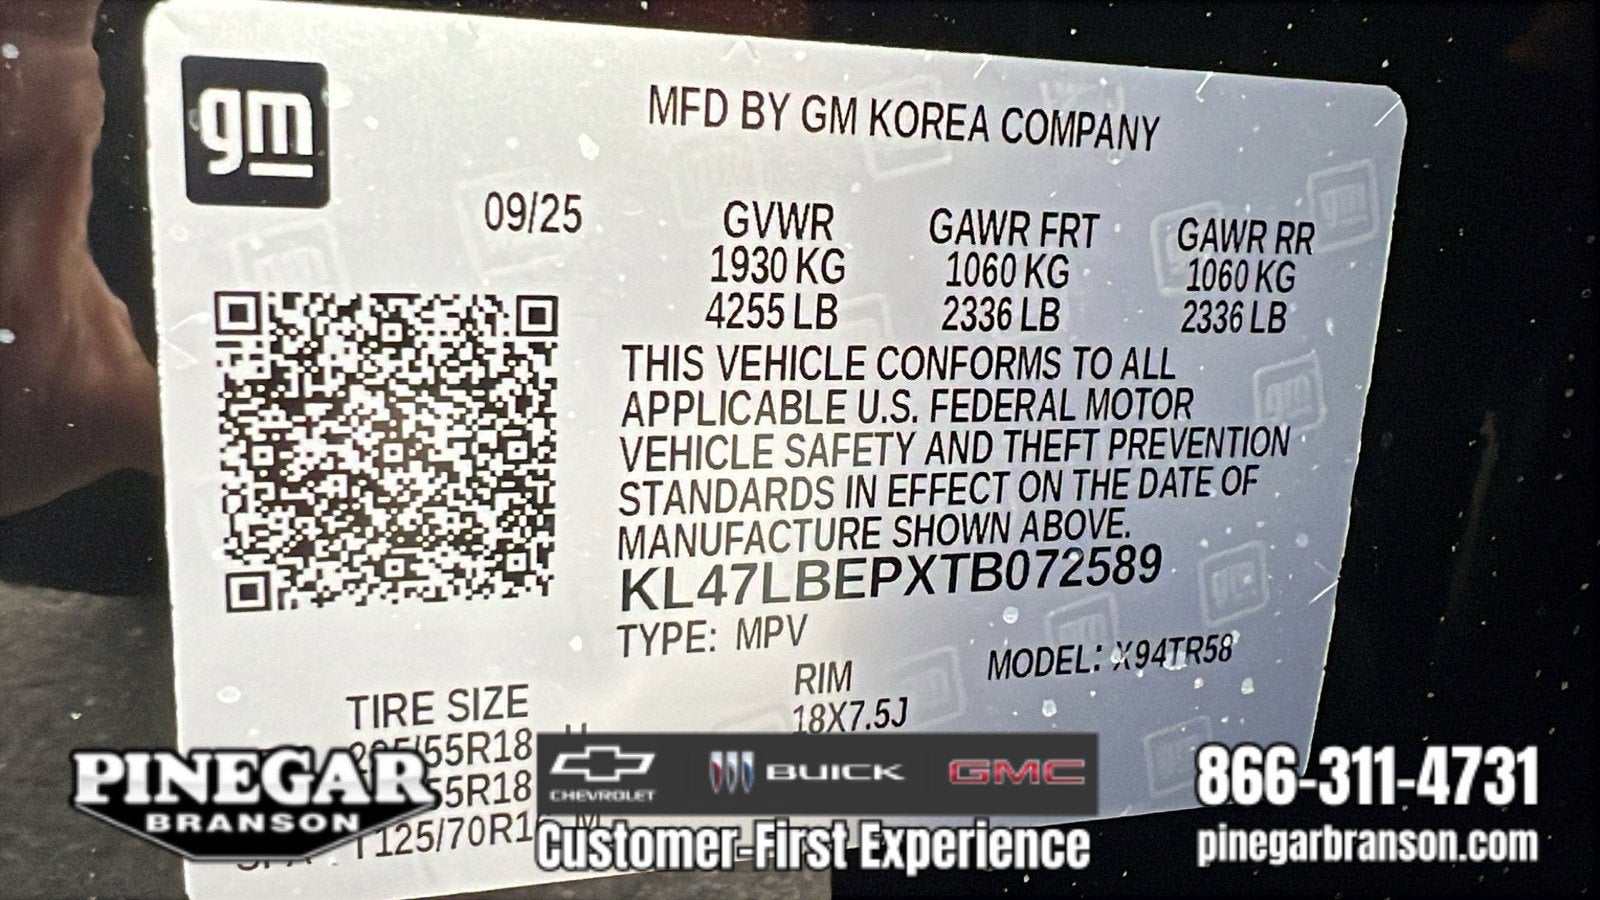 gm
MFD BY GM KOREA COMPANY
09/25
GVWR GAWR FRT GAWR RR
1930 KG 1060 KG 1060 KG
4255 LB 2336 LB 2336 LB
THIS VEHICLE CONFORMS TO ALL
APPLICABLE U.S. FEDERAL MOTOR
VEHICLE SAFETY AND THEFT PREVENTION
STANDARDS IN EFFECT ON THE DATE OF
MANUFACTURE SHOWN ABOVE.
KL47LBEPXTB072589
TYPE: MPV
MODEL: X94TR58
TIRE SIZE RIM
18X7.5J
PINEGAR
BRANSON
CHEVROLET
BUICK
GMC
Customer-First Experience
866-311-4731
pinegarbranson.com